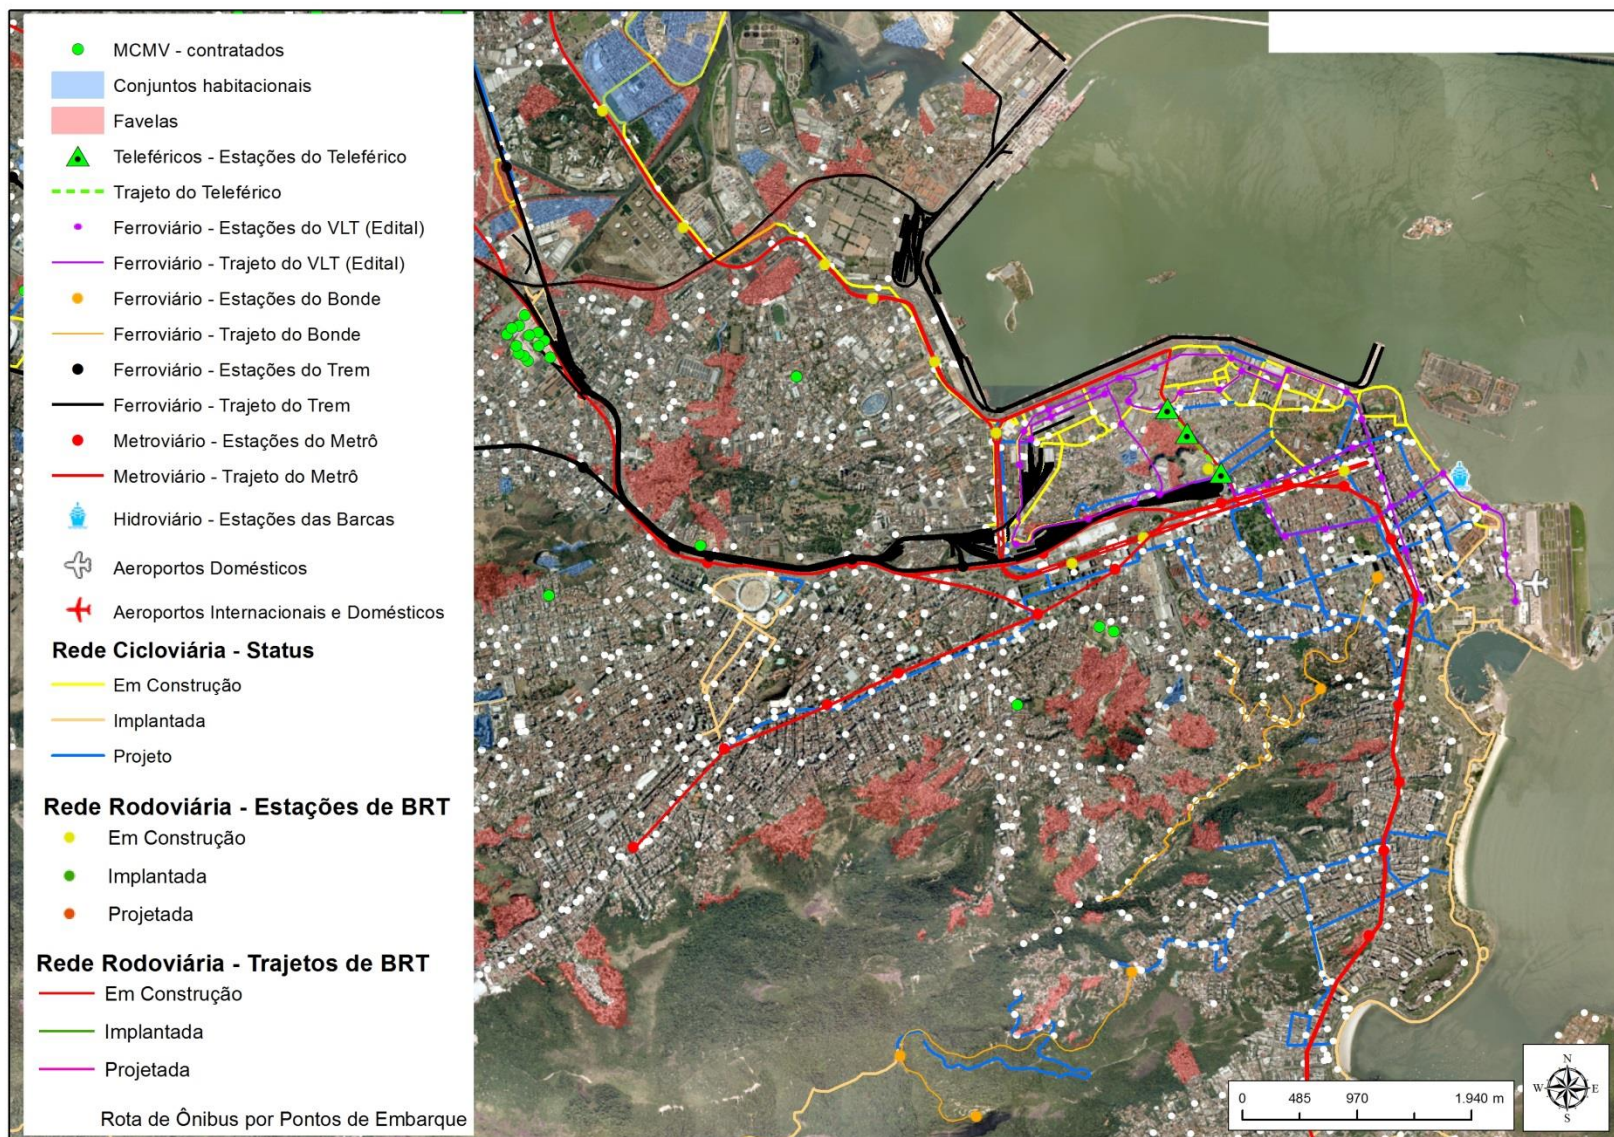 MCMV - contratados
Conjuntos habitacionais
Favelas
Teleféricos - Estações do Teleférico
Trajeto do Teleférico
Ferroviário - Estações do VLT (Edital)
Ferroviário - Trajeto do VLT (Edital)
Ferroviário - Estações do Bonde
Ferroviário - Trajeto do Bonde
Ferroviário - Estações do Trem
Ferroviário - Trajeto do Trem
Metroviário - Estações do Metrô
Metroviário - Trajeto do Metrô
Hidroviário - Estações das Barcas
Aeroportos Domésticos
Aeroportos Internacionais e Domésticos
Rede Cicloviária - Status
Em Construção
Implantada
Projeto
Rede Rodoviária - Estações de BRT
Em Construção
Implantada
Projetada
Rede Rodoviária - Trajetos de BRT
Em Construção
Implantada
Projetada
Rota de Ônibus por Pontos de Embarque
0 485 970 1.940 m
N
W E
S